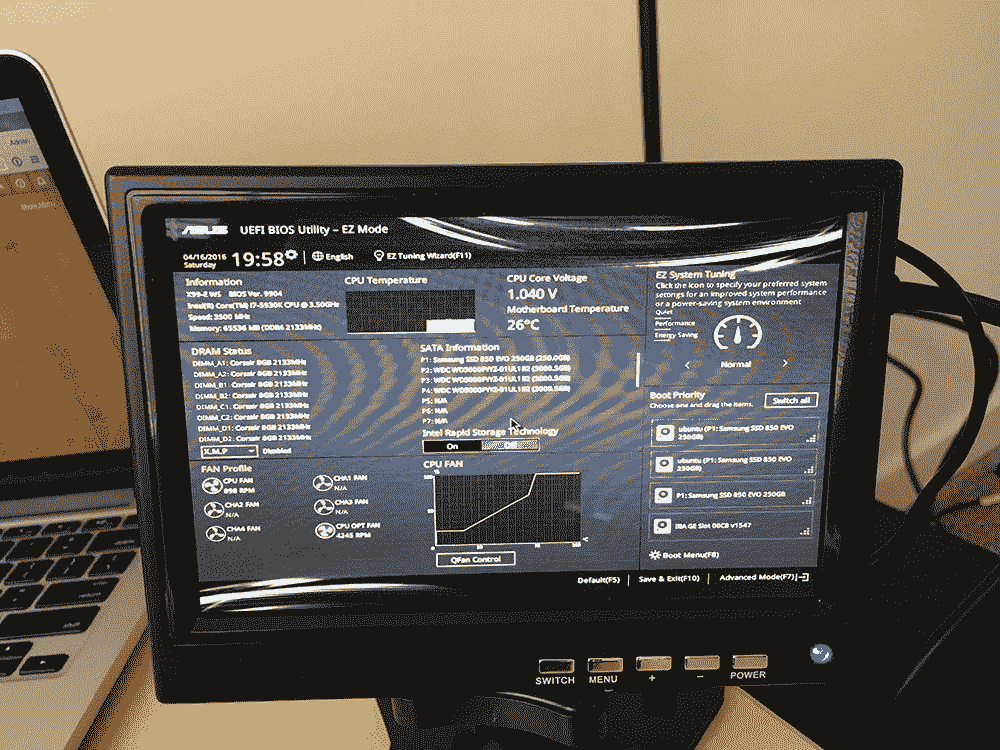 ASUS UEFI BIOS Utility – EZ Mode
04/16/2016
Saturday
19:58
English
EZ Tuning Wizard(F11)
Information
X99-E WS BIOS Ver. 9904
Intel(R) Core(TM) i7-5930K CPU @ 3.50GHz
Speed: 3500 MHz
Memory: 65536 MB (DDR4 2133MHz)
CPU Temperature
CPU Core Voltage
1.040 V
Motherboard Temperature
26°C
EZ System Tuning
Click the icon to specify your preferred system
settings for an improved system performance
or a power-saving system environment
Quiet
Performance
Energy Saving
Normal
DRAM Status
DIMM_A1: Corsair 8GB 2133MHz
DIMM_A2: Corsair 8GB 2133MHz
DIMM_B1: Corsair 8GB 2133MHz
DIMM_B2: Corsair 8GB 2133MHz
DIMM_C1: Corsair 8GB 2133MHz
DIMM_C2: Corsair 8GB 2133MHz
DIMM_D1: Corsair 8GB 2133MHz
DIMM_D2: Corsair 8GB 2133MHz
X.M.P Disabled
SATA Information
P1: Samsung SSD 850 EVO 250GB (250.0GB)
P2: WDC (3000.5GB)
P3: WDC (3000.5GB)
P4: WDC (3000.5GB)
P5: N/A
P6: N/A
P7: N/A
Intel Rapid Storage Technology
On Off
Boot Priority
Choose one and drag the items.
Switch all
ubuntu (P1: Samsung SSD 850 EVO
250GB)
ubuntu (P1: Samsung SSD 850 EVO
250GB)
P1: Samsung SSD 850 EVO 250GB
IBA GE Slot 00C8 v1547
Boot Menu(F8)
FAN Profile
CPU FAN
898 RPM
CHA1 FAN
N/A
CHA2 FAN
N/A
CHA3 FAN
N/A
CHA4 FAN
N/A
CPU OPT FAN
4245 RPM
CPU FAN
%
100
0
°C
QFan Control
Default(F5)
Save & Exit(F10)
Advanced Mode(F7)
SWITCH
MENU
+
−
POWER